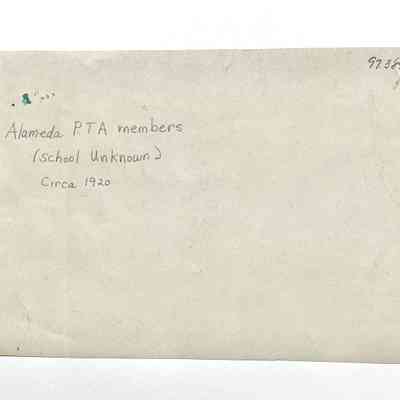 Alameda PTA members
(school Unknown)
Circa 1920